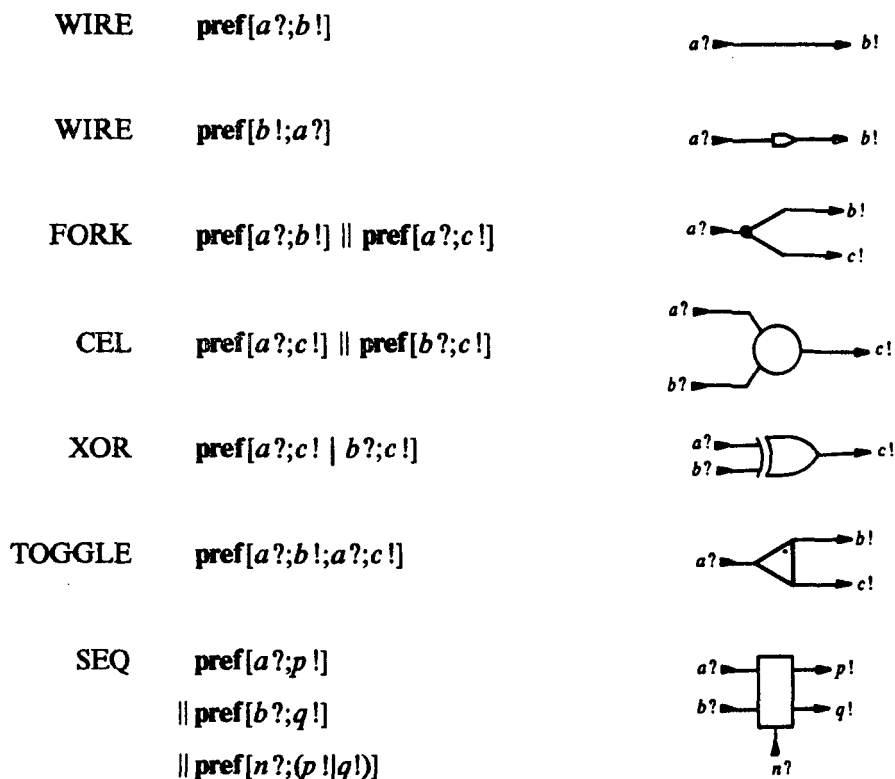 WIRE pref[a?;b!] a? b!
WIRE pref[b!;a?] a? b!
b!
FORK pref[a?;b!] || pref[a?;c!] a?
c!
a?
CEL pref[a?;c!] || pref[b?;c!] c!
b?
a?
XOR pref[a?;c! | b?;c!] c!
b?
b!
TOGGLE pref[a?;b!;a?;c!] a?
c!
SEQ pref[a?;p!] a? p!
|| pref[b?;q!] b? q!
|| pref[n?;(p!|q!)] n?